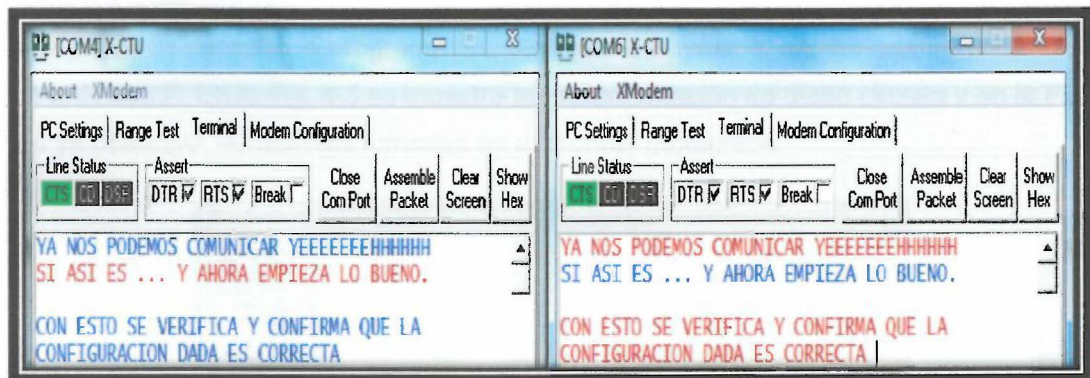 [COM4] X-CTU
About XModem
PC Settings Range Test Terminal Modem Configuration
Line Status Assert
CTS CD DSR DTR RTS Break Close Com Port Assemble Packet Clear Screen Show Hex
YA NOS PODEMOS COMUNICAR YEEEEEEEHHHHHH
SI ASI ES ... Y AHORA EMPIEZA LO BUENO.
CON ESTO SE VERIFICA Y CONFIRMA QUE LA
CONFIGURACION DADA ES CORRECTA
[COM6] X-CTU
About XModem
PC Settings Range Test Terminal Modem Configuration
Line Status Assert
CTS CD DSR DTR RTS Break Close Com Port Assemble Packet Clear Screen Show Hex
YA NOS PODEMOS COMUNICAR YEEEEEEEHHHHHH
SI ASI ES ... Y AHORA EMPIEZA LO BUENO.
CON ESTO SE VERIFICA Y CONFIRMA QUE LA
CONFIGURACION DADA ES CORRECTA